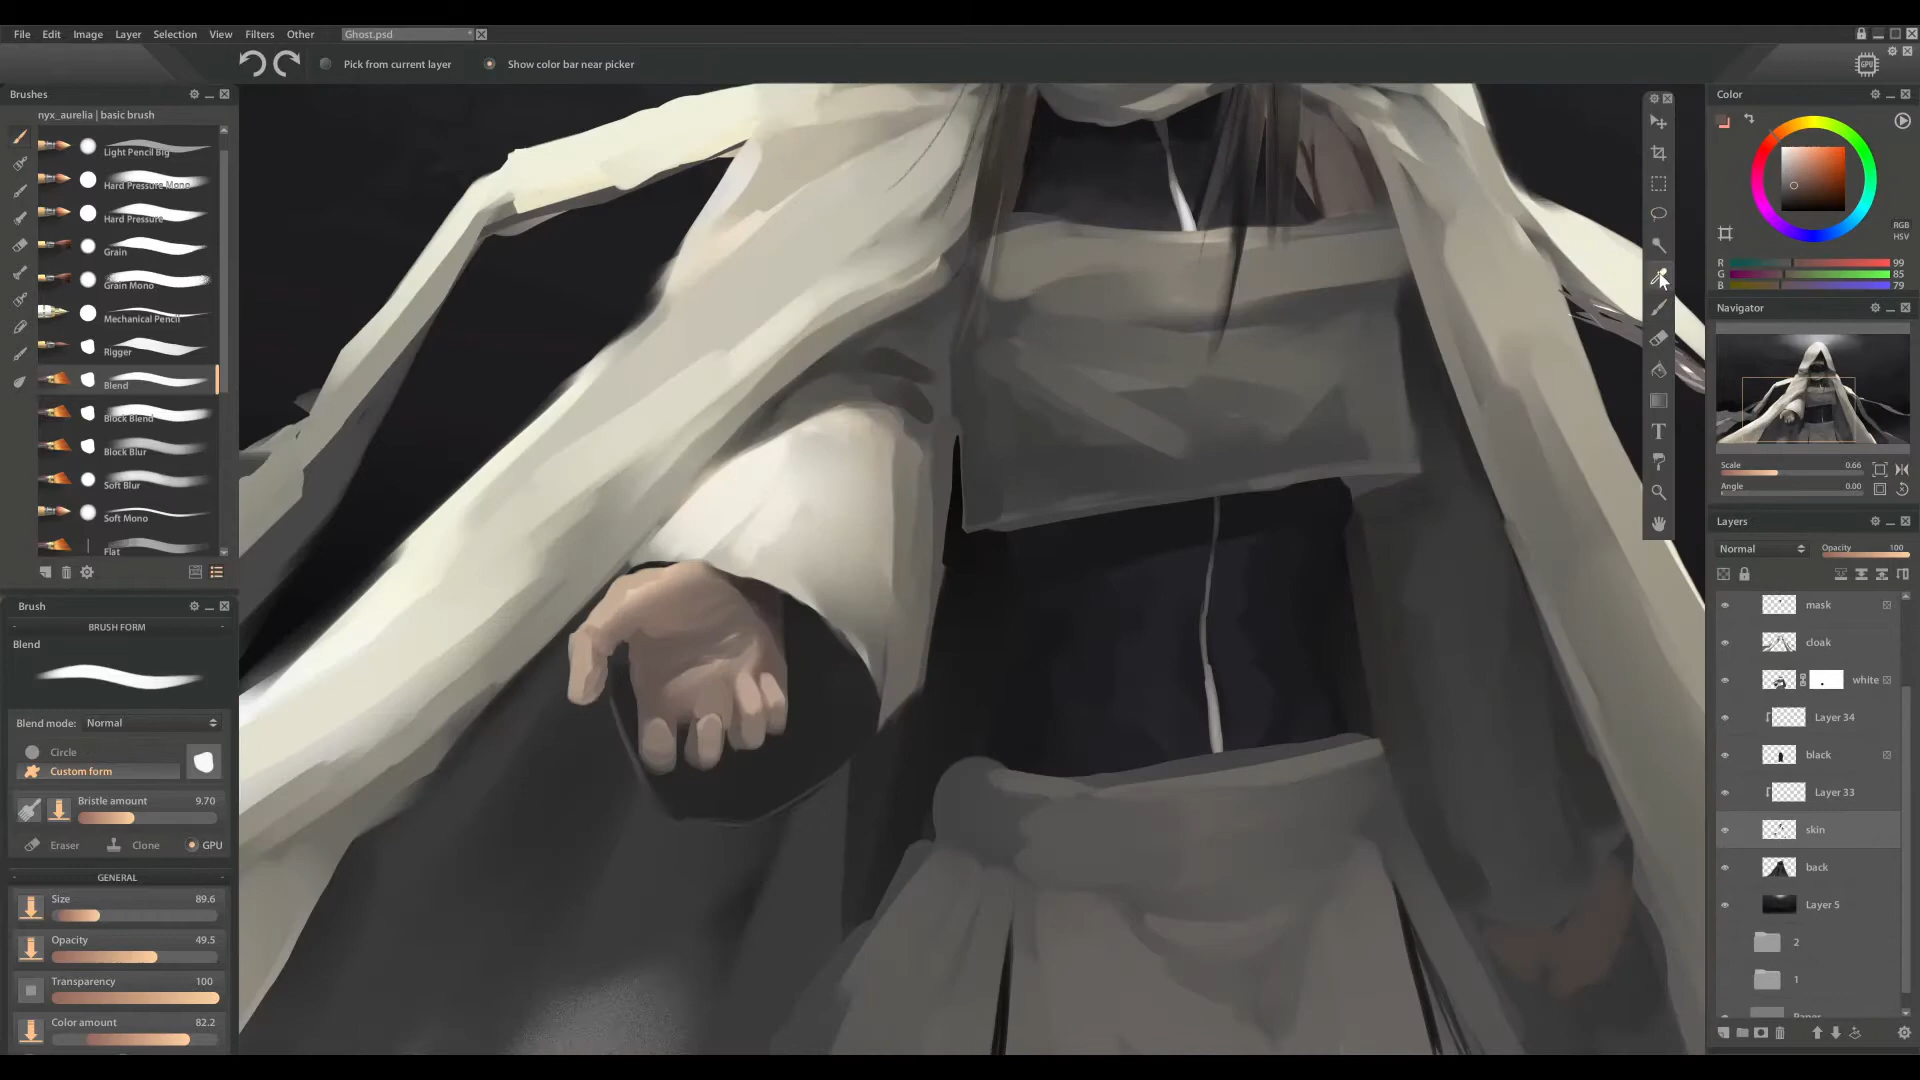 File Edit Image Layer Selection View Filters Other Ghost.psd *
Pick from current layer Show color bar near picker
GPU
Brushes
nyx_aurelia | basic brush
Light Pencil Big
Hard Pressure Mono
Hard Pressure
Grain
Grain Mono
Mechanical Pencil
Rigger
Blend
Block Blend
Block Blur
Soft Blur
Soft Mono
Flat
Brush
- BRUSH FORM -
Blend
Blend mode: Normal
Circle
Custom form
Bristle amount 9.70
Eraser Clone GPU
- GENERAL -
Size 89.6
Opacity 49.5
Transparency 100
Color amount 82.2
T
Color
RGB
HSV
R 99
G 85
B 79
Navigator
Scale 0.66
Angle 0.00
Layers
Normal Opacity 100
mask
cloak
white
Layer 34
black
Layer 33
skin
back
Layer 5
2
1
Paper